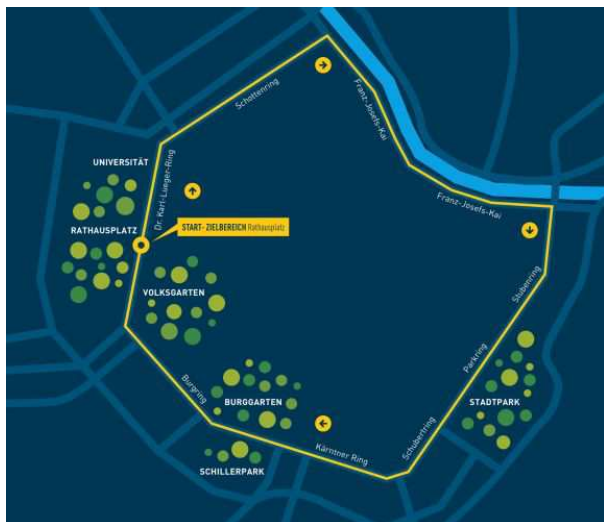 Schottenring
Franz-Josefs-Kai
UNIVERSITÄT
Dr. Karl-Lueger-Ring
Franz-Josefs-Kai
RATHAUSPLATZ
START- ZIELBEREICH Rathausplatz
Stubenring
VOLKSGARTEN
Parkring
Burgring
BURGGARTEN
STADTPARK
Schubertring
Kärntner Ring
SCHILLERPARK